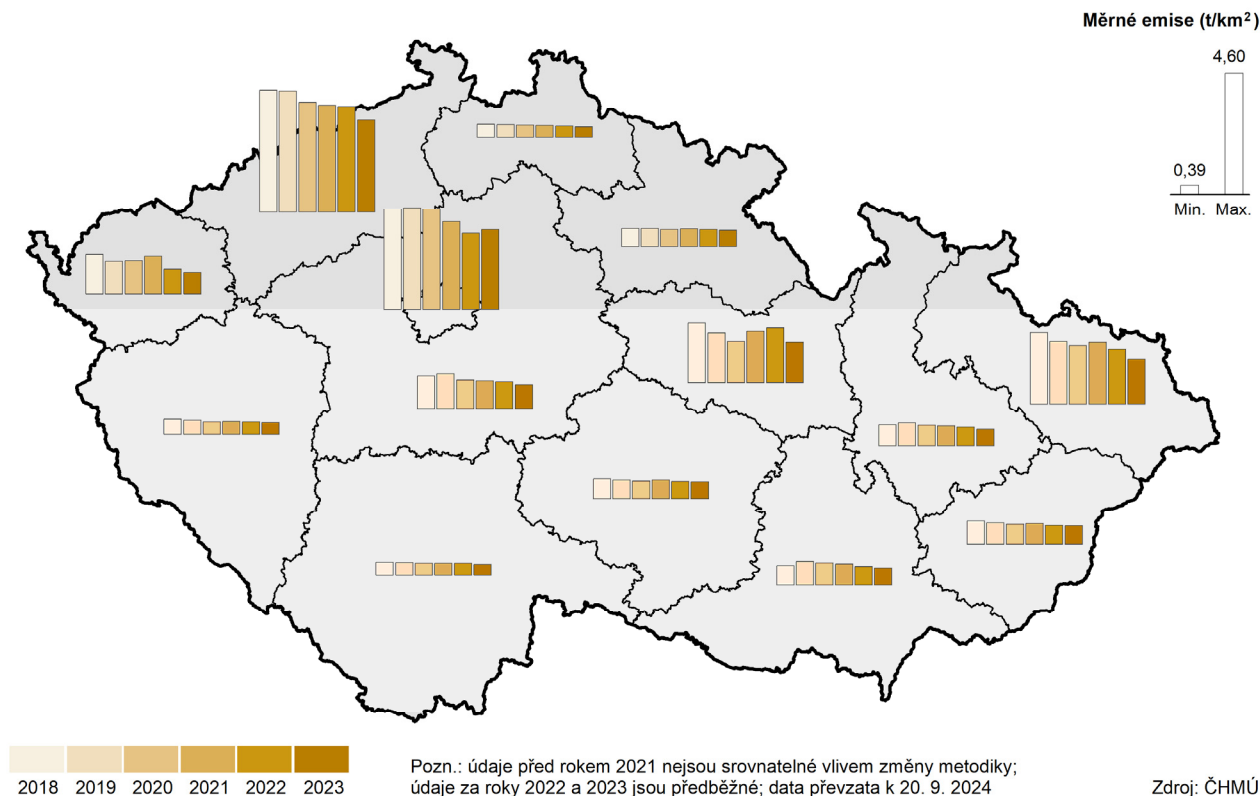 Měrné emise (t/km²)
4,60
0,39
Min. Max.
2018 2019 2020 2021 2022 2023
Pozn.: údaje před rokem 2021 nejsou srovnatelné vlivem změny metodiky;
údaje za roky 2022 a 2023 jsou předběžné; data převzata k 20. 9. 2024
Zdroj: ČHMÚ